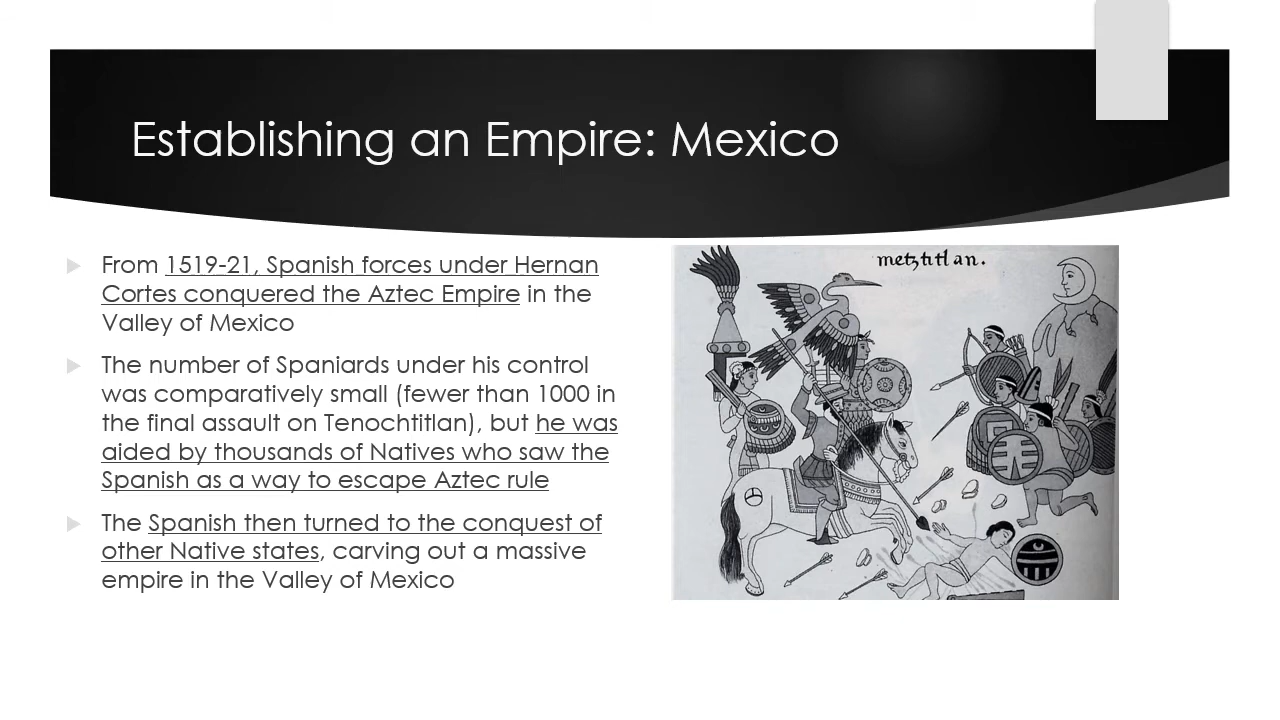 Establishing an Empire: Mexico
From 1519-21, Spanish forces under Hernan
Cortes conquered the Aztec Empire in the
Valley of Mexico
The number of Spaniards under his control
was comparatively small (fewer than 1000 in
the final assault on Tenochtitlan), but he was
aided by thousands of Natives who saw the
Spanish as a way to escape Aztec rule
The Spanish then turned to the conquest of
other Native states, carving out a massive
empire in the Valley of Mexico
metztitlan.